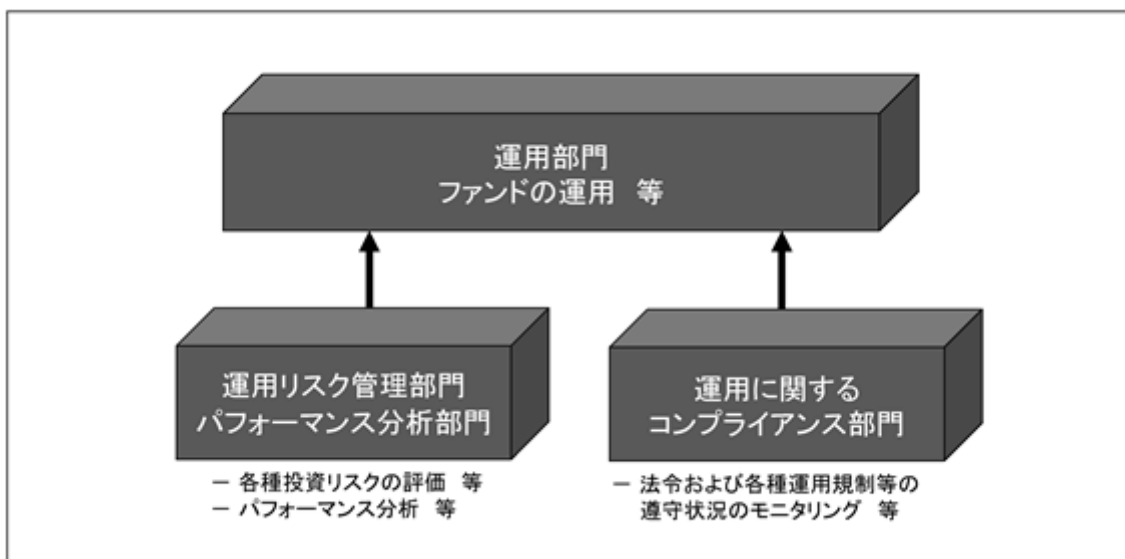 運用部門
ファンドの運用 等
運用リスク管理部門
パフォーマンス分析部門
運用に関する
コンプライアンス部門
－ 各種投資リスクの評価 等
－ パフォーマンス分析 等
－ 法令および各種運用規制等の
遵守状況のモニタリング 等